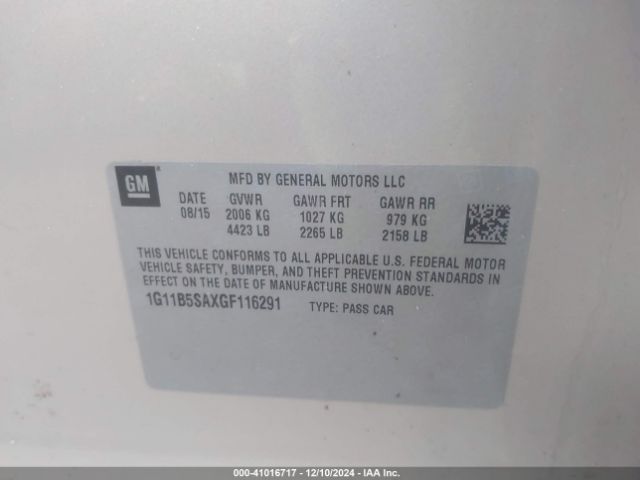 GM
MFD BY GENERAL MOTORS LLC
DATE GVWR GAWR FRT GAWR RR
08/15 2006 KG 1027 KG 979 KG
4423 LB 2265 LB 2158 LB
THIS VEHICLE CONFORMS TO ALL APPLICABLE U.S. FEDERAL MOTOR
VEHICLE SAFETY, BUMPER, AND THEFT PREVENTION STANDARDS IN
EFFECT ON THE DATE OF MANUFACTURE SHOWN ABOVE.
1G11B5SAXGF116291 TYPE: PASS CAR
000-41016717 - 12/10/2024 - IAA Inc.